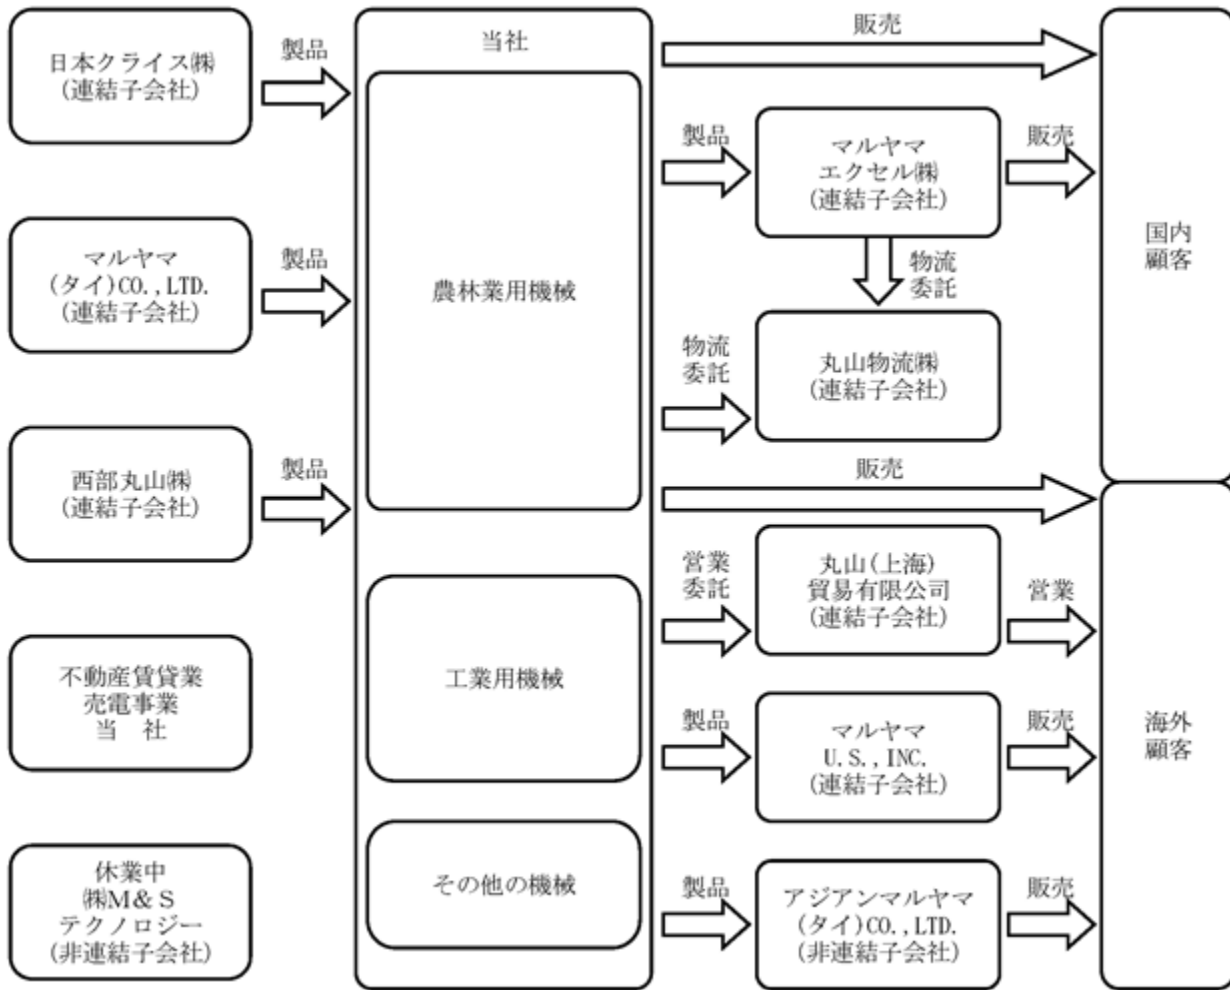 日本クライス㈱
(連結子会社)
製品
マルヤマ
(タイ)CO.,LTD.
(連結子会社)
製品
西部丸山㈱
(連結子会社)
製品
不動産賃貸業
売電事業
当　社
休業中
㈱M＆S
テクノロジー
(非連結子会社)
当社
農林業用機械
工業用機械
その他の機械
販売
製品
マルヤマ
エクセル㈱
(連結子会社)
販売
物流
委託
物流
委託
丸山物流㈱
(連結子会社)
販売
営業
委託
丸山(上海)
貿易有限公司
(連結子会社)
営業
製品
マルヤマ
U.S.,INC.
(連結子会社)
販売
製品
アジアンマルヤマ
(タイ)CO.,LTD.
(非連結子会社)
販売
国内
顧客
海外
顧客